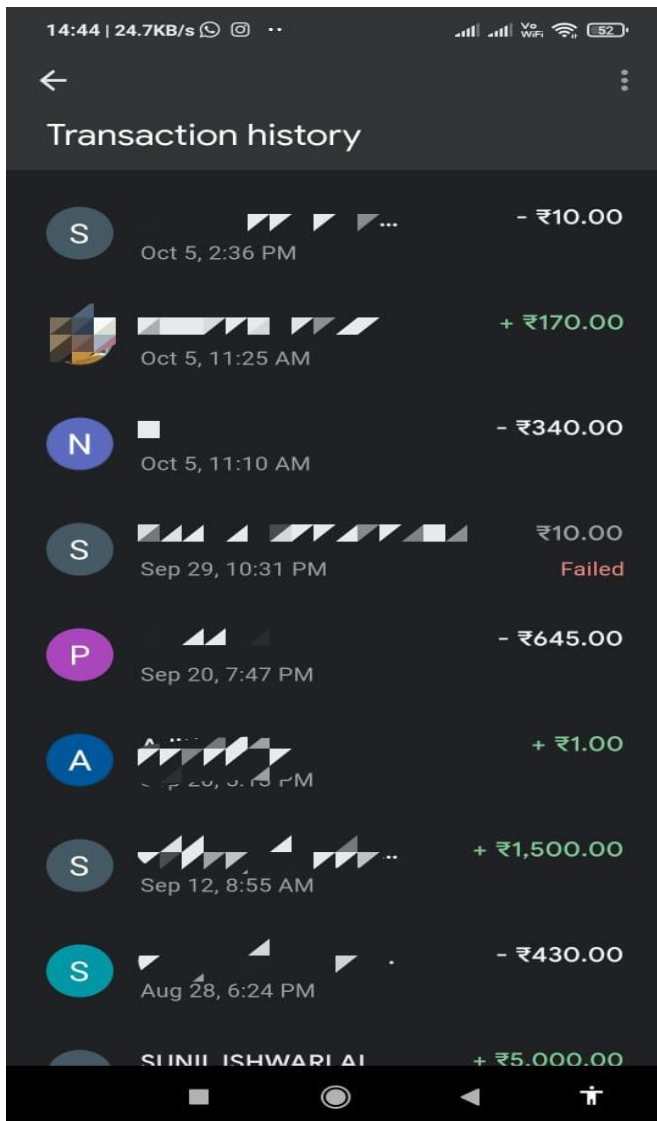 14:44 | 24.7KB/s
Vo WiFi 52
Transaction history
S
... - ₹10.00
Oct 5, 2:36 PM
+ ₹170.00
Oct 5, 11:25 AM
N
- ₹340.00
Oct 5, 11:10 AM
S
₹10.00
Sep 29, 10:31 PM Failed
P
- ₹645.00
Sep 20, 7:47 PM
A
+ ₹1.00
PM
S
... + ₹1,500.00
Sep 12, 8:55 AM
S
- ₹430.00
Aug 28, 6:24 PM
SUNIL ISHWARLAL + ₹5,000.00